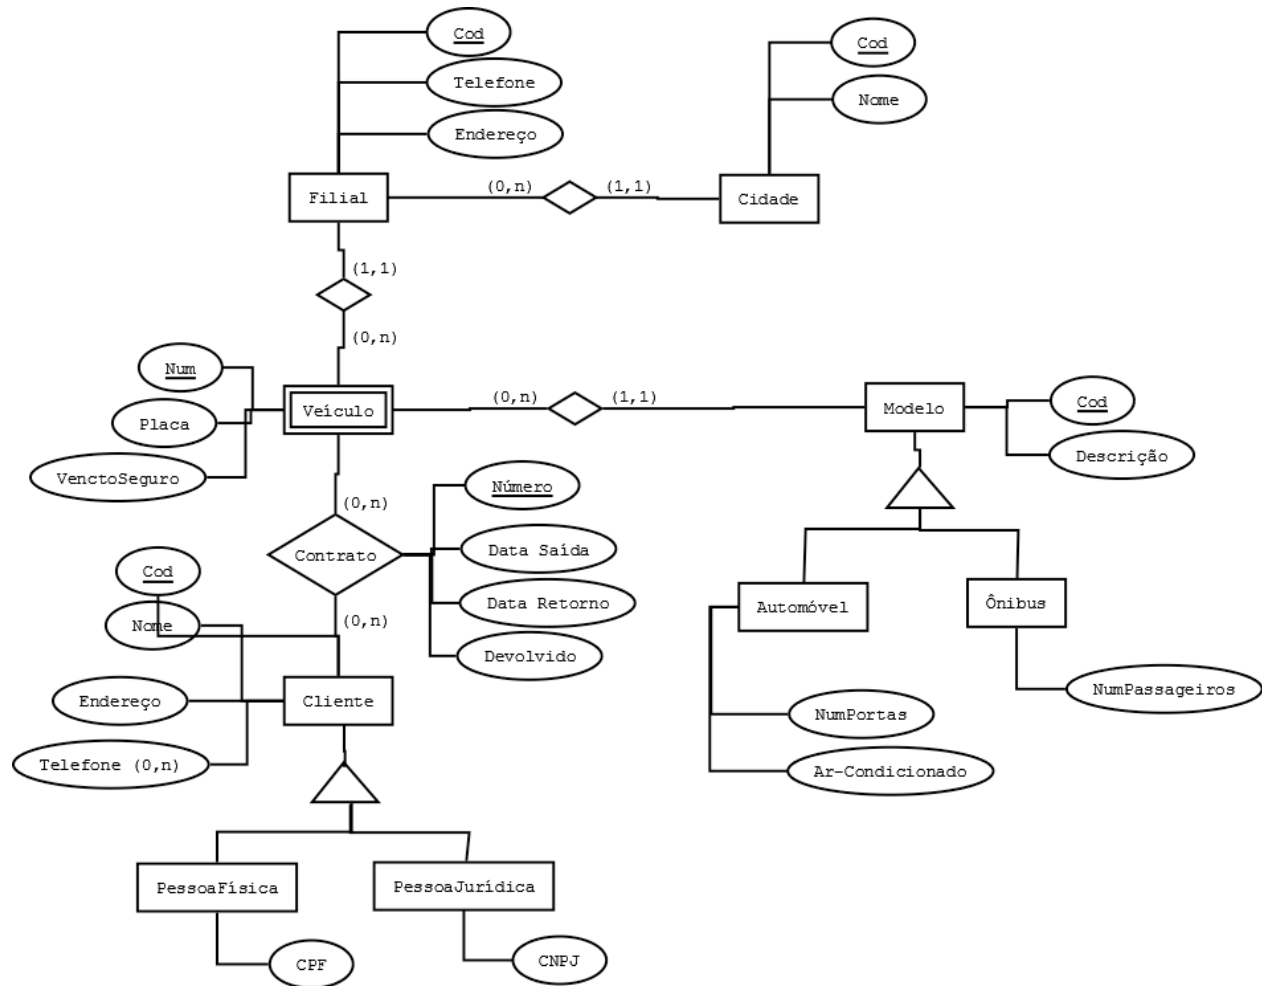 Cod
Telefone
Endereço
Cod
Nome
Filial
(0,n)
(1,1)
Cidade
(1,1)
(0,n)
Num
Placa
VenctoSeguro
Veículo
(0,n)
(1,1)
Modelo
Cod
Descrição
(0,n)
Contrato
(0,n)
Número
Data Saída
Data Retorno
Devolvido
Cod
Nome
Endereço
Telefone (0,n)
Cliente
Automóvel
Ônibus
NumPortas
Ar-Condicionado
NumPassageiros
PessoaFísica
PessoaJurídica
CPF
CNPJ